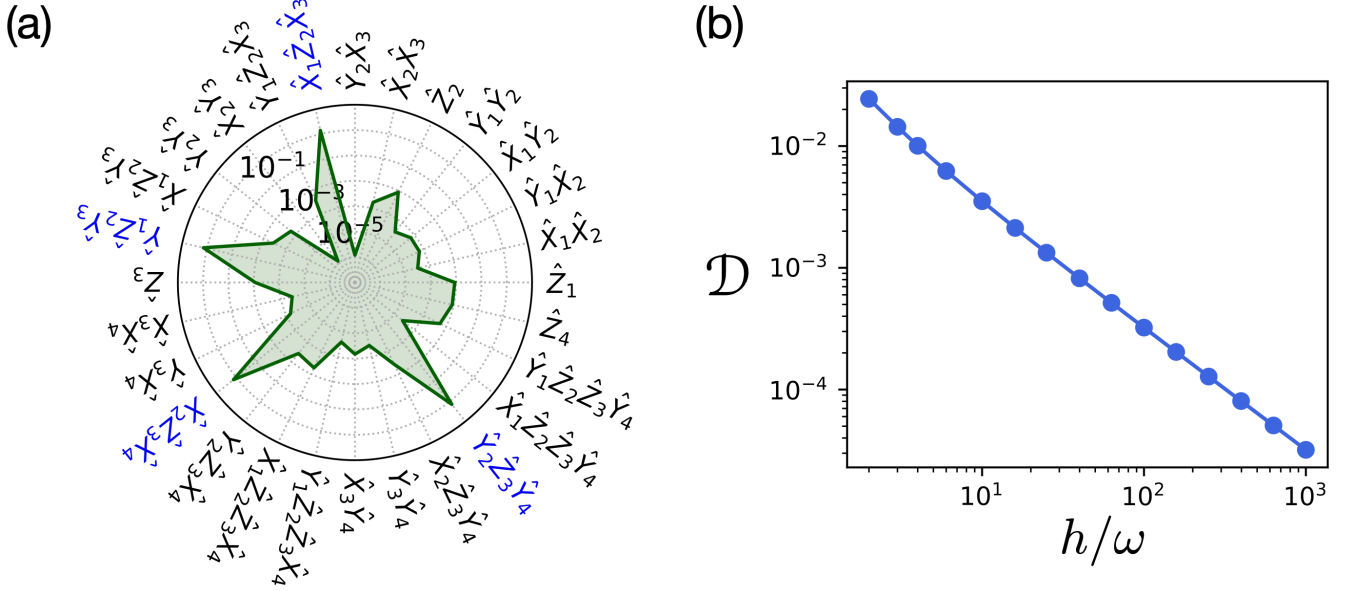 (a)
X̂₁Ẑ₂X̂₃
Ŷ₂X̂₃
X̂₂X̂₃
Ẑ₂
Ŷ₁Ŷ₂
X̂₁Ŷ₂
Ŷ₁X̂₂
X̂₁X̂₂
Ẑ₁
Ẑ₄
Ŷ₁Ẑ₂Ẑ₃Ŷ₄
X̂₁Ẑ₂Ẑ₃Ŷ₄
Ŷ₂Ẑ₃Ŷ₄
X̂₂Ẑ₃Ŷ₄
Ŷ₃Ŷ₄
X̂₃Ŷ₄
Ŷ₁Ẑ₂Ẑ₃X̂₄
X̂₁Ẑ₂Ẑ₃X̂₄
Ŷ₂Ẑ₃X̂₄
X̂₂Ẑ₃X̂₄
Ŷ₃X̂₄
X̂₃X̂₄
Ẑ₃
Ŷ₁Ẑ₂Ŷ₃
X̂₁Ẑ₂Ŷ₃
Ŷ₂Ŷ₃
X̂₂Ŷ₃
Ŷ₁Ẑ₂X̂₃
10⁻¹
10⁻³
10⁻⁵
(b)
𝒟
10⁻²
10⁻³
10⁻⁴
10¹
10²
10³
h/ω